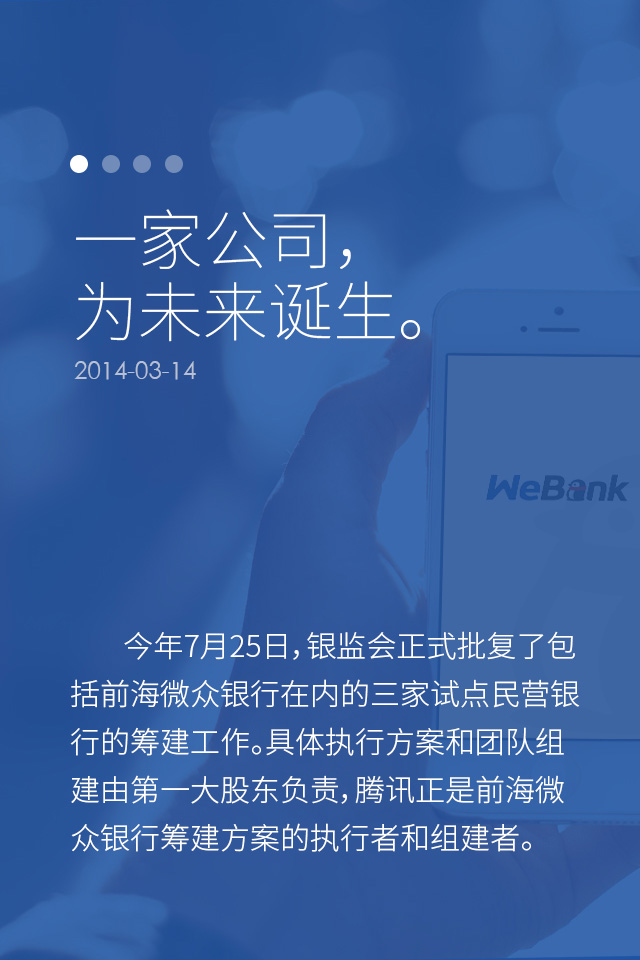 一家公司，
为未来诞生。
2014-03-14
WeBank
今年7月25日，银监会正式批复了包
括前海微众银行在内的三家试点民营银
行的筹建工作。具体执行方案和团队组
建由第一大股东负责，腾讯正是前海微
众银行筹建方案的执行者和组建者。